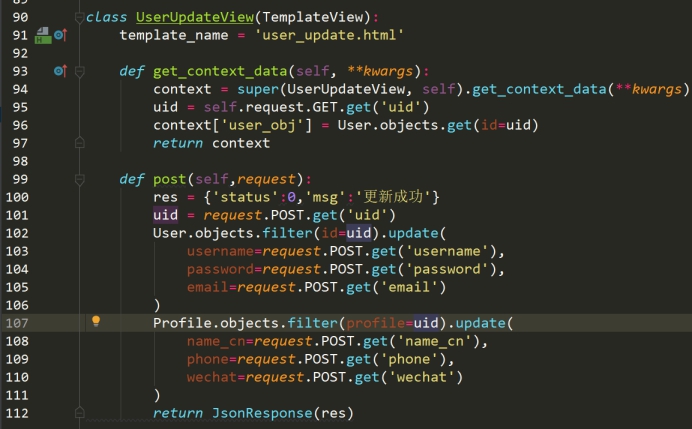 90 class UserUpdateView(TemplateView):
91     template_name = 'user_update.html'
92
93     def get_context_data(self, **kwargs):
94         context = super(UserUpdateView, self).get_context_data(**kwargs)
95         uid = self.request.GET.get('uid')
96         context['user_obj'] = User.objects.get(id=uid)
97         return context
98
99     def post(self,request):
100         res = {'status':0,'msg':'更新成功'}
101         uid = request.POST.get('uid')
102         User.objects.filter(id=uid).update(
103             username=request.POST.get('username'),
104             password=request.POST.get('password'),
105             email=request.POST.get('email')
106         )
107         Profile.objects.filter(profile=uid).update(
108             name_cn=request.POST.get('name_cn'),
109             phone=request.POST.get('phone'),
110             wechat=request.POST.get('wechat')
111         )
112         return JsonResponse(res)